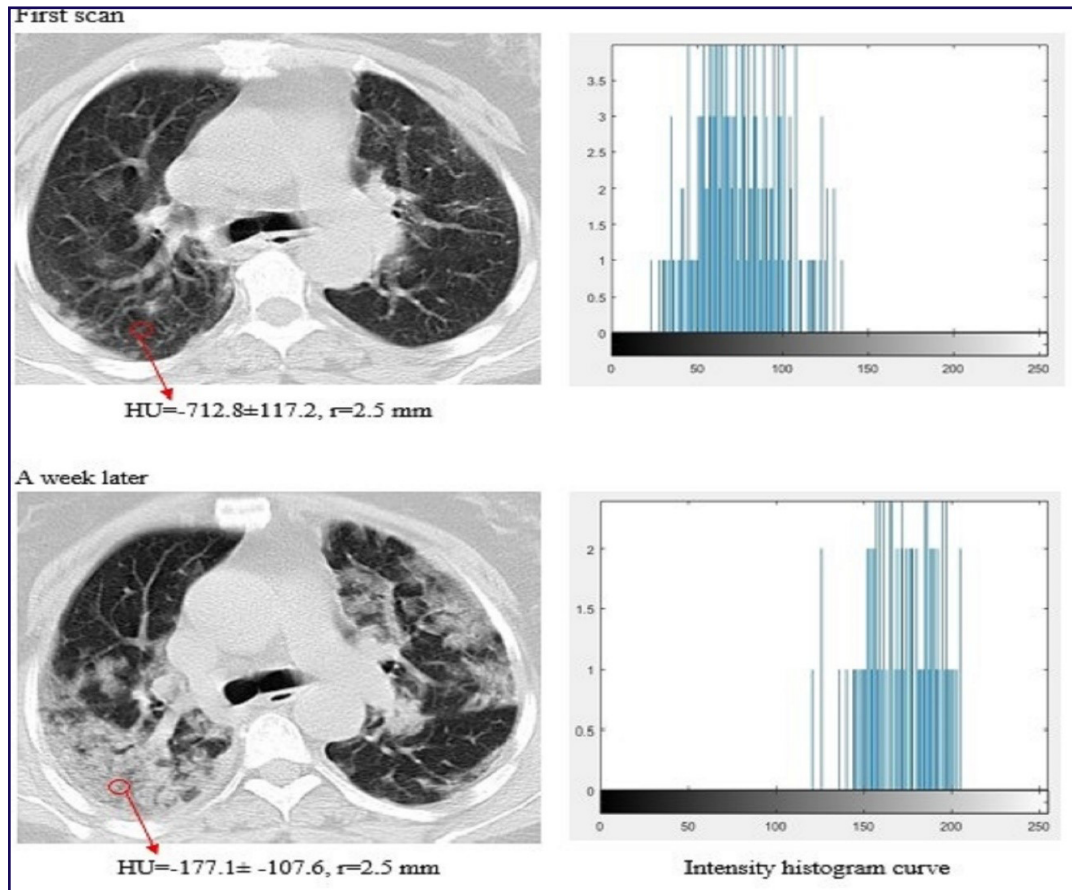 First scan
3.5
3
2.5
2
1.5
1
0.5
0
0 50 100 150 200 250
HU=-712.8±117.2, r=2.5 mm
A week later
2
1.5
1
0.5
0
0 50 100 150 200 250
HU=-177.1± -107.6, r=2.5 mm
Intensity histogram curve